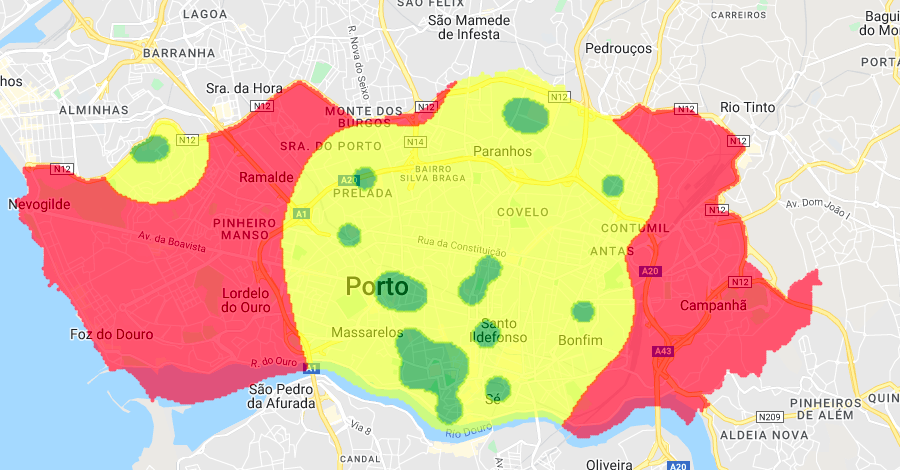 SÃO FÉLIX
LAGOA
São Mamede
de Infesta
CARREIROS
Bagui
do Mon
Pedrouços
BARRANHA
R. Nova do Seixo
PORTA
hos
Sra. da Hora
N12
ALMINHAS
N12
MONTE DOS
BURGOS
N12
N12
Rio Tinto
N12
N14
SRA. DO PORTO
Paranhos
N12
N12
BAIRRO
SILVA BRAGA
Ramalde
A20
PRELADA
Nevogilde
A1
COVELO
N12
Av. Dom João I
PINHEIRO
MANSO
Av. da Boavista
Rua da Constituição
CONTUMIL
ANTAS
A20
Porto
N12
Lordelo
do Ouro
Campanhã
Foz do Douro
Massarelos
Santo
Ildefonso
Bonfim
A43
R. do Ouro
A1
São Pedro
da Afurada
Sé
PINHEIROS
DE ALÉM
QUIN
N209
Via 8
Rio Douro
ALDEIA NOVA
CANDAL
Av
Oliveira
A20